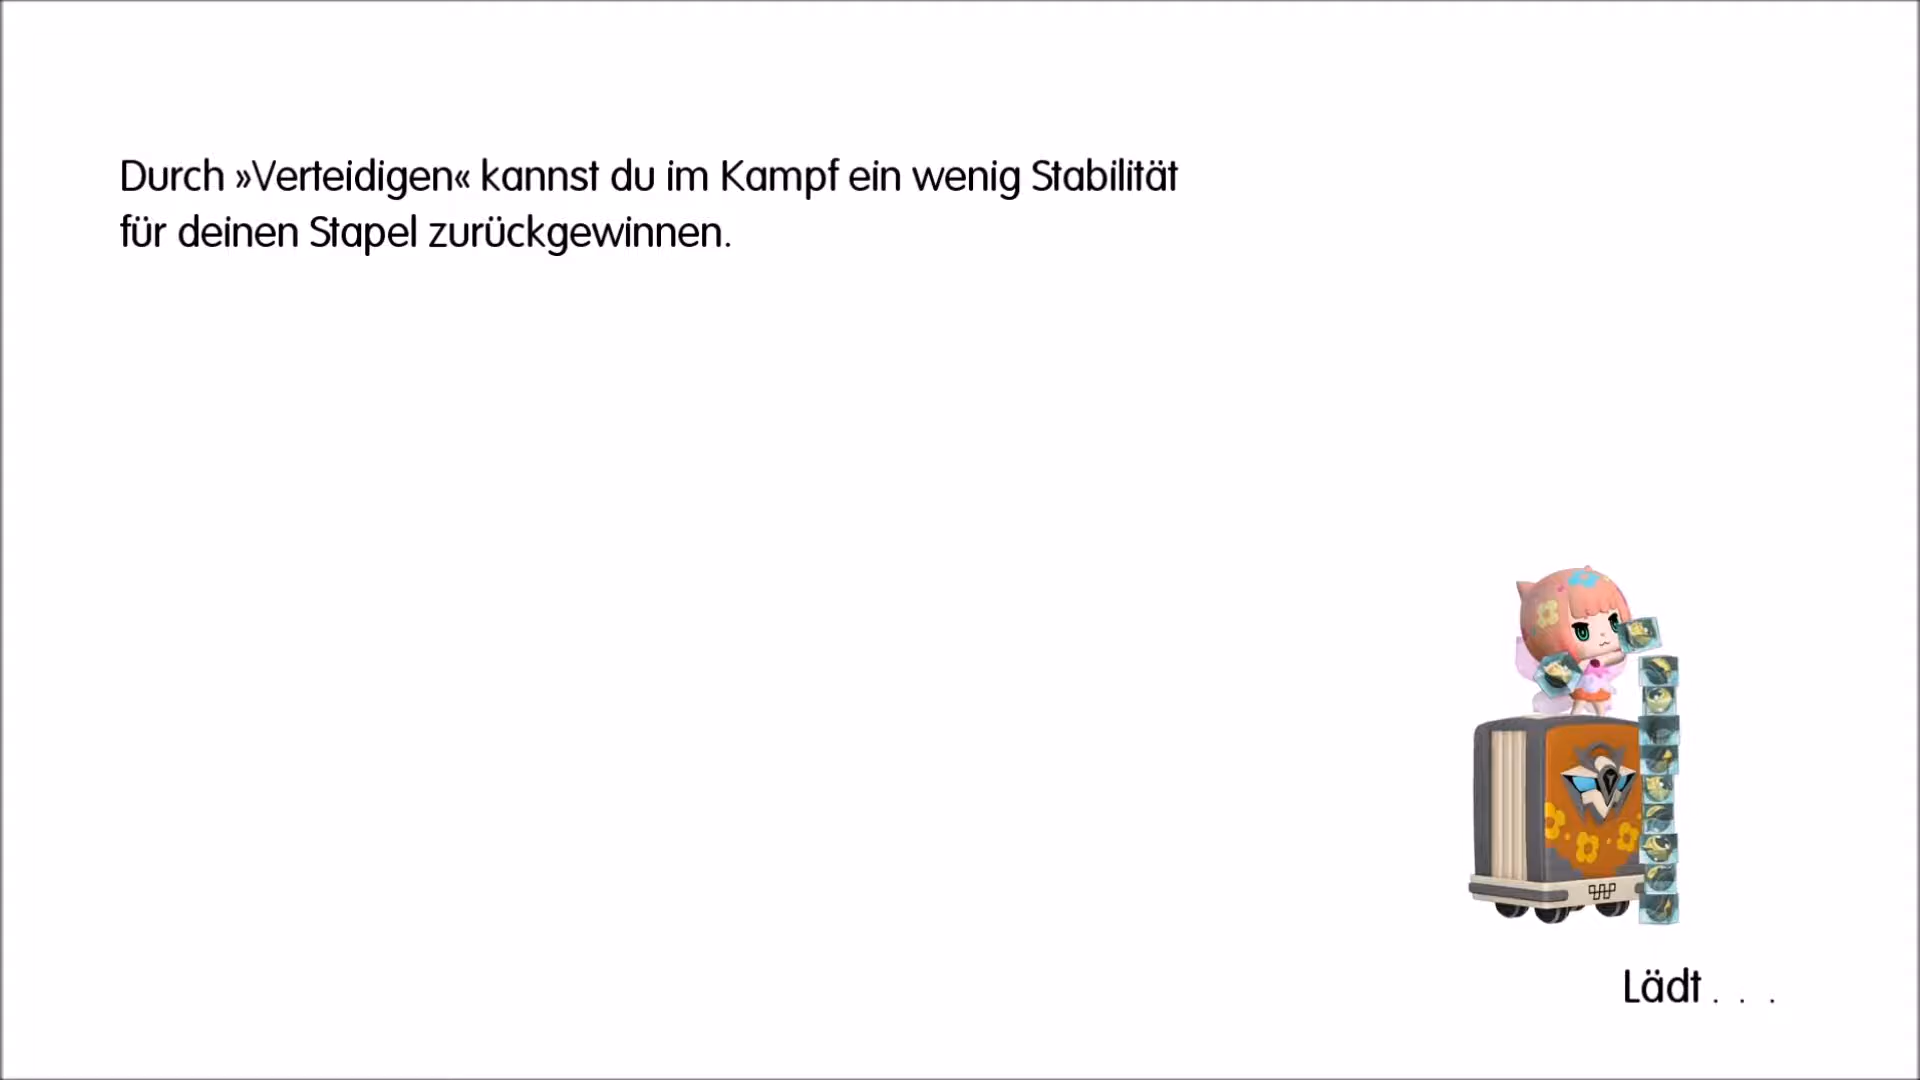 Durch »Verteidigen« kannst du im Kampf ein wenig Stabilität
für deinen Stapel zurückgewinnen.
Lädt . . .